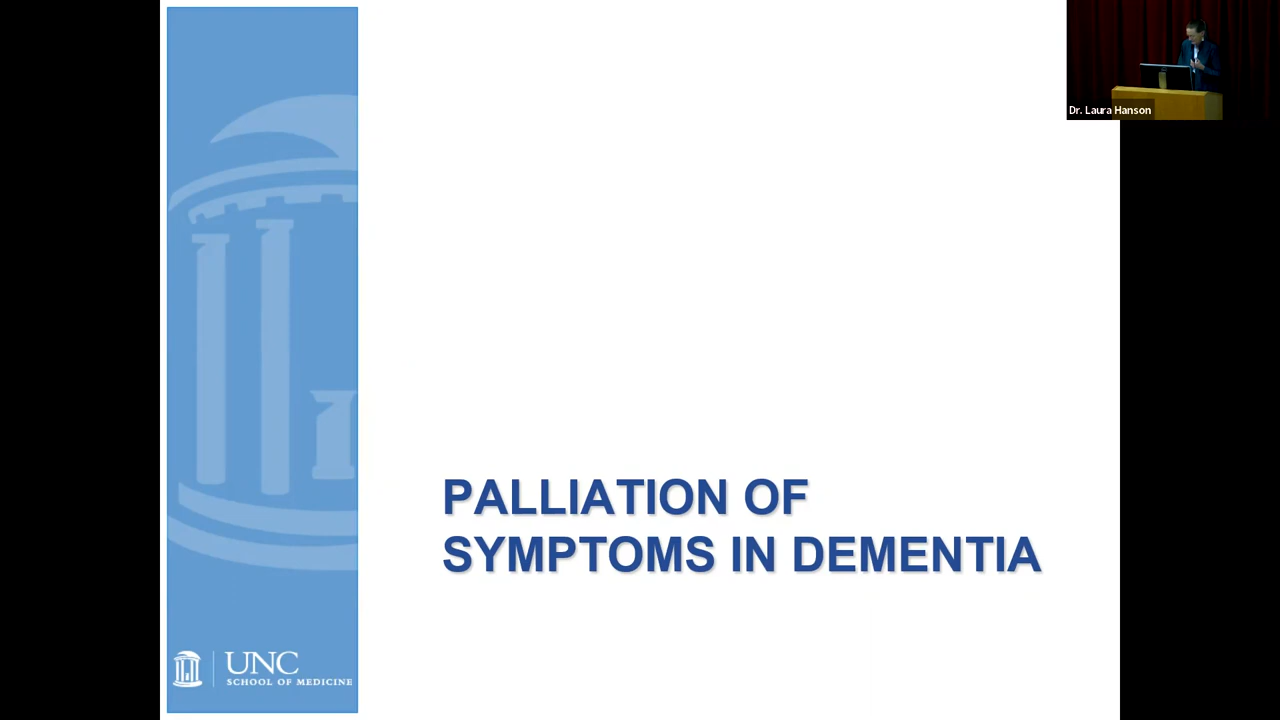 Dr. Laura Hanson
PALLIATION OF
SYMPTOMS IN DEMENTIA
UNC
SCHOOL OF MEDICINE